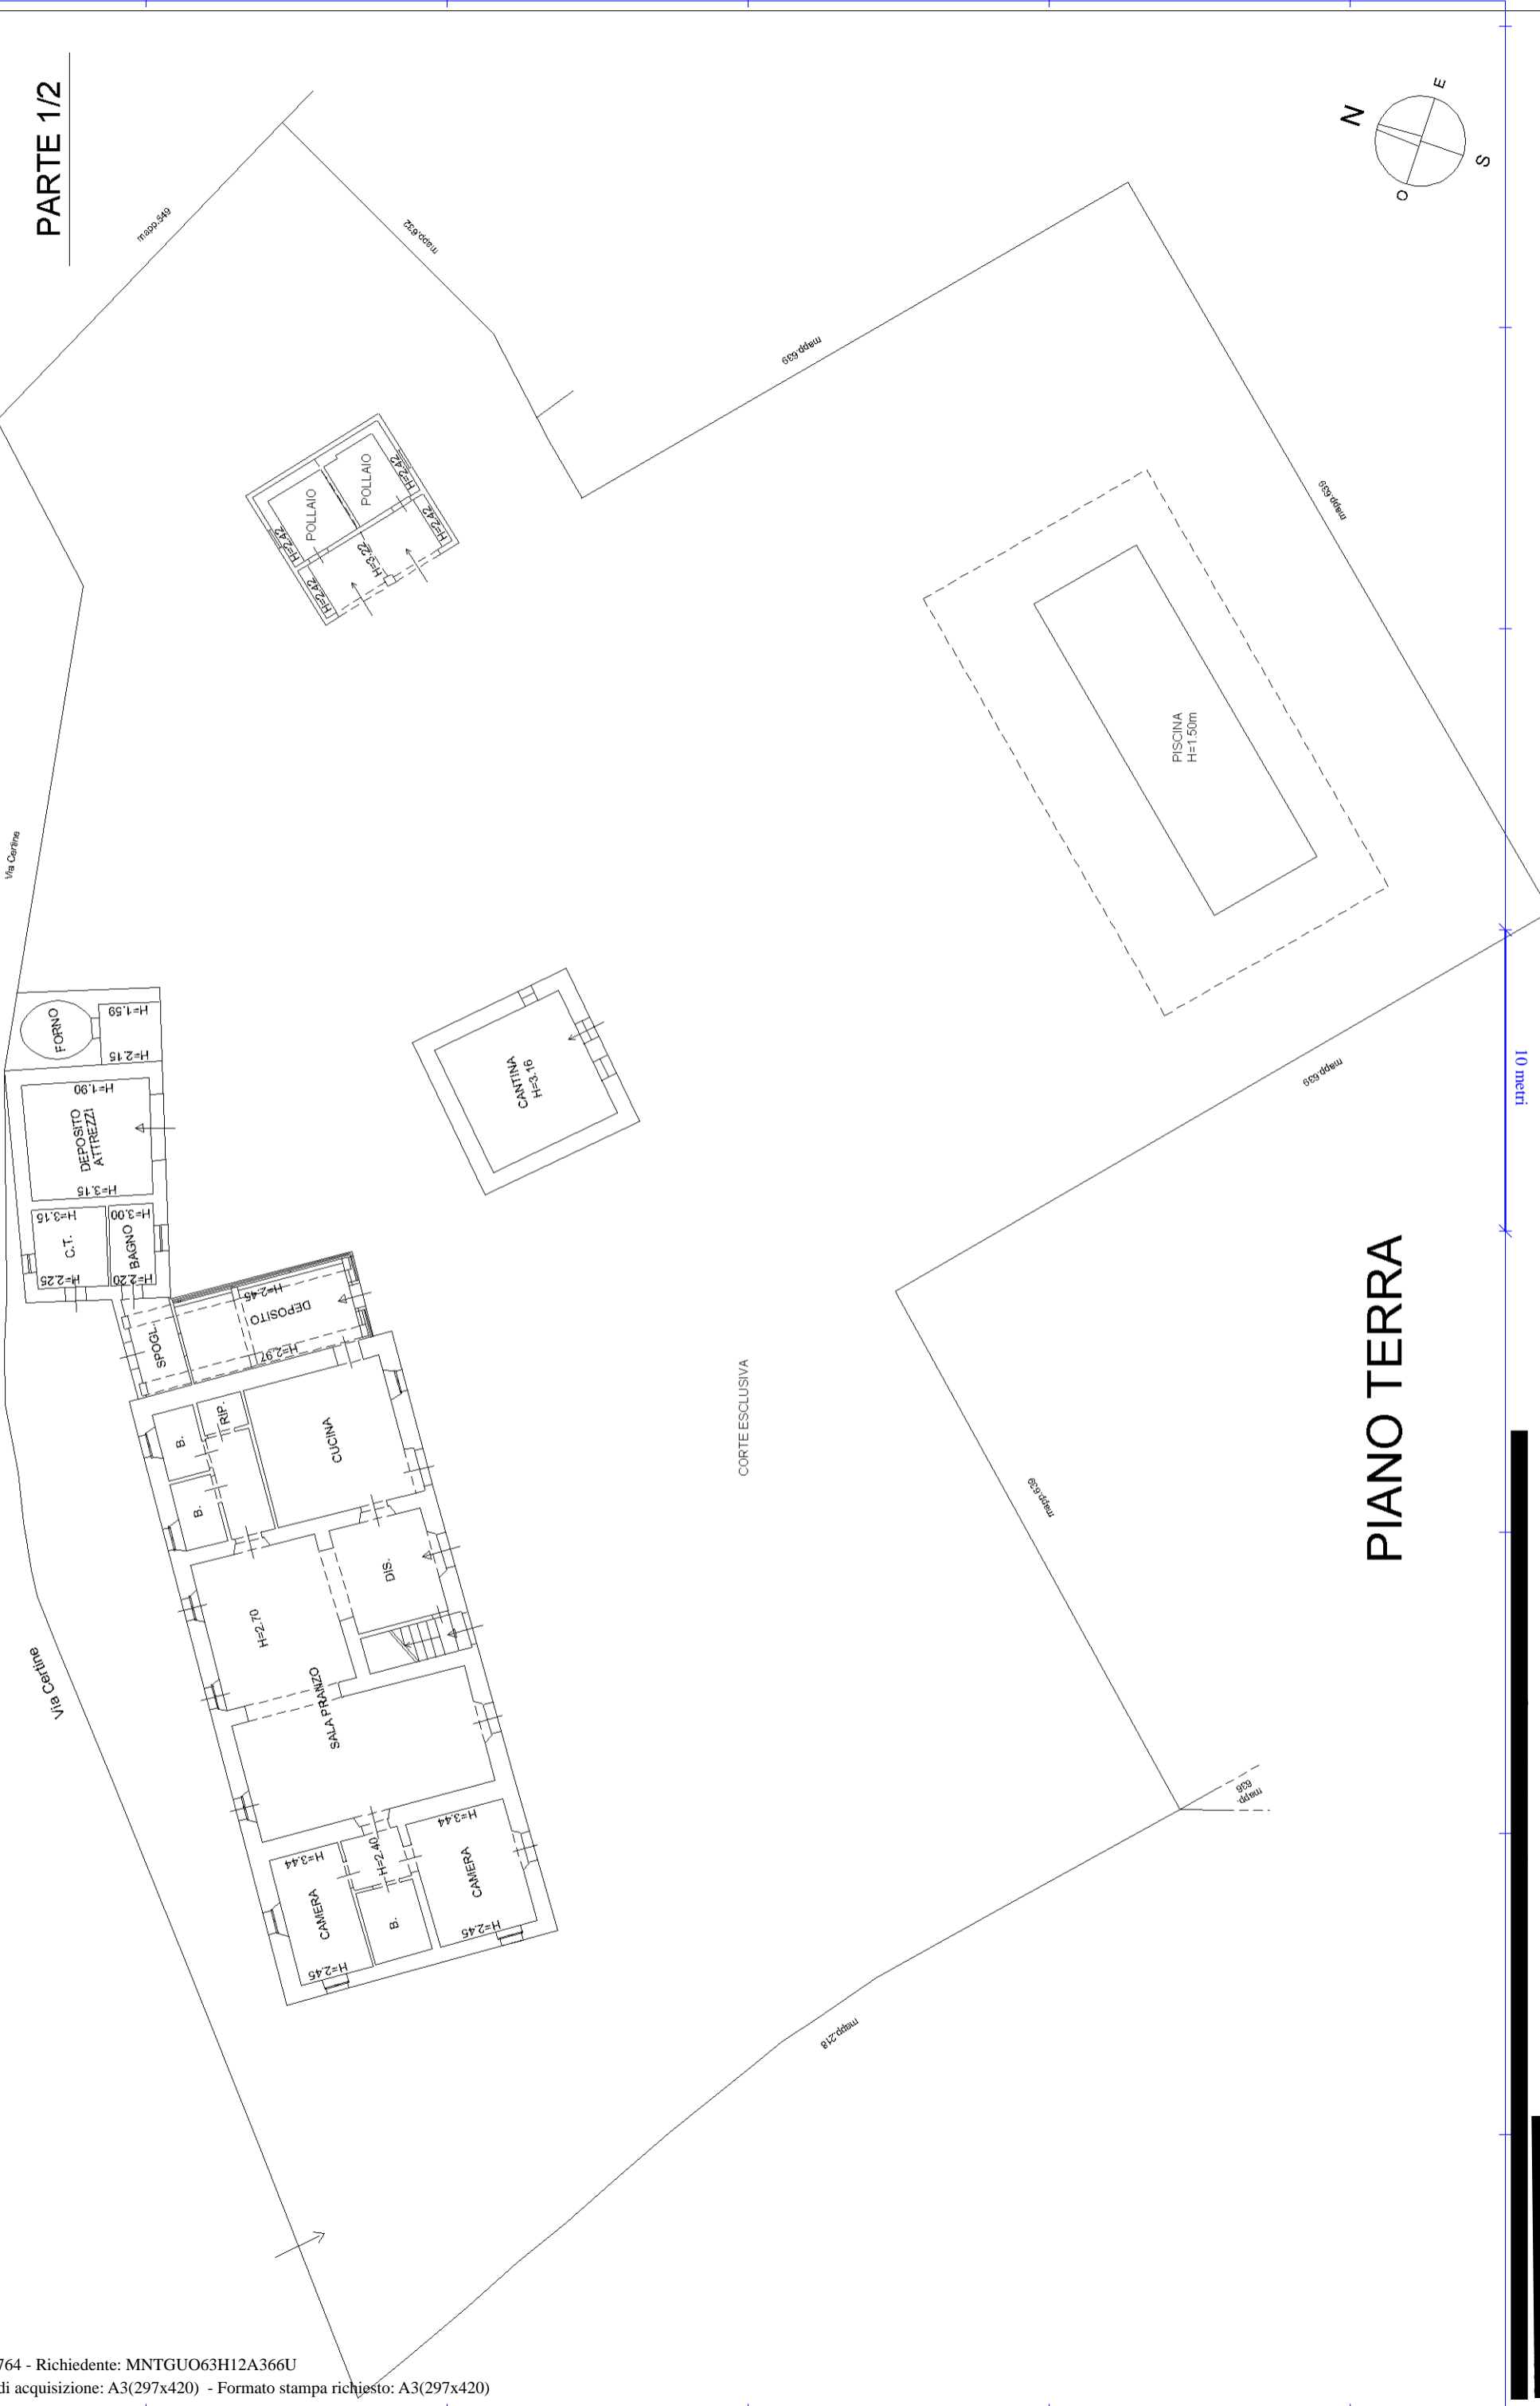 PARTE 1/2
N
E
S
O
mapp.549
mapp.632
mapp.639
mapp.639
POLLAIO
POLLAIO
H=2.42
H=2.42
H=2.42
H=2.42
H=3.22
PISCINA
H=1.50m
Via Certine
FORNO
H=1.59
H=2.15
H=1.90
DEPOSITO
ATTREZZI
H=3.15
H=3.15
C.T.
H=2.25
H=3.00
BAGNO
H=2.20
CANTINA
H=3.16
mapp.639
10 metri
SPOGL.
H=2.45
DEPOSITO
H=2.97
RIP.
B.
B.
CUCINA
DIS.
H=2.70
SALA PRANZO
CORTE ESCLUSIVA
mapp.639
PIANO TERRA
Via Certine
H=3.44
CAMERA
H=2.45
H=2.40
B.
H=3.44
CAMERA
H=2.45
mapp.
636
mapp.218
764 - Richiedente: MNTGUO63H12A366U
di acquisizione: A3(297x420) - Formato stampa richiesto: A3(297x420)